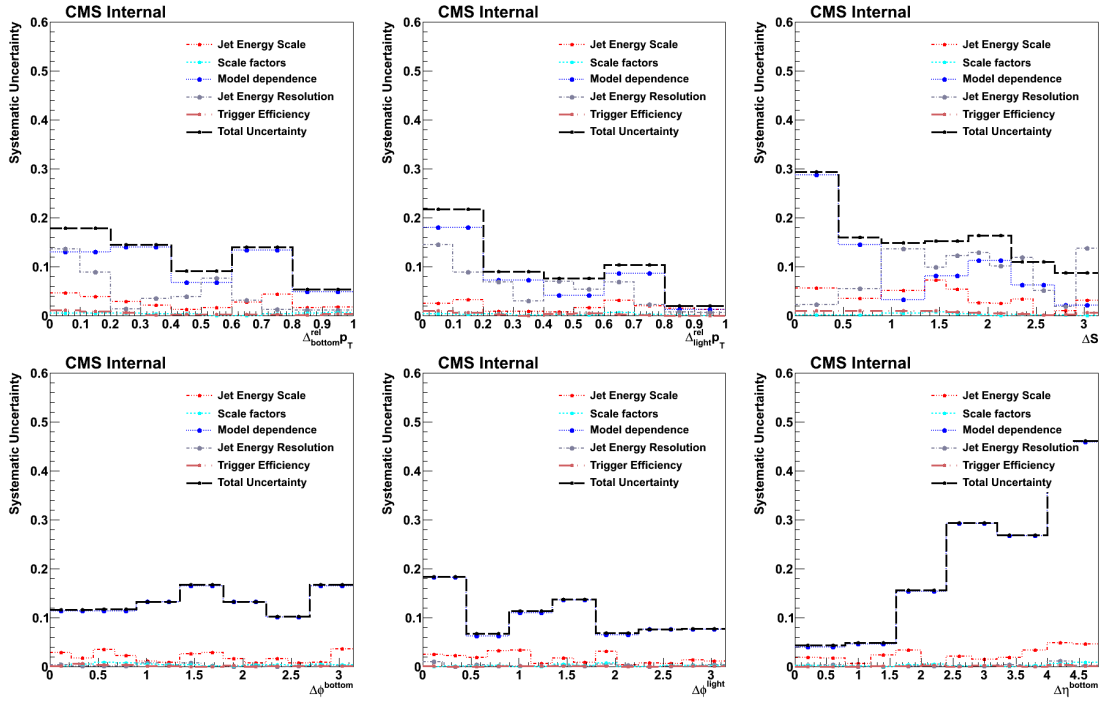 CMS Internal
Systematic Uncertainty
0.6
0.5
0.4
0.3
0.2
0.1
0
Jet Energy Scale
Scale factors
Model dependence
Jet Energy Resolution
Trigger Efficiency
Total Uncertainty
0 0.1 0.2 0.3 0.4 0.5 0.6 0.7 0.8 0.9 1
Δ^rel_bottom p_T
CMS Internal
Systematic Uncertainty
0.6
0.5
0.4
0.3
0.2
0.1
0
Jet Energy Scale
Scale factors
Model dependence
Jet Energy Resolution
Trigger Efficiency
Total Uncertainty
0 0.1 0.2 0.3 0.4 0.5 0.6 0.7 0.8 0.9 1
Δ^rel_light p_T
CMS Internal
Systematic Uncertainty
0.6
0.5
0.4
0.3
0.2
0.1
0
Jet Energy Scale
Scale factors
Model dependence
Jet Energy Resolution
Trigger Efficiency
Total Uncertainty
0 0.5 1 1.5 2 2.5 3
ΔS
CMS Internal
Systematic Uncertainty
0.6
0.5
0.4
0.3
0.2
0.1
0
Jet Energy Scale
Scale factors
Model dependence
Jet Energy Resolution
Trigger Efficiency
Total Uncertainty
0 0.5 1 1.5 2 2.5 3
Δϕ^bottom
CMS Internal
Systematic Uncertainty
0.6
0.5
0.4
0.3
0.2
0.1
0
Jet Energy Scale
Scale factors
Model dependence
Jet Energy Resolution
Trigger Efficiency
Total Uncertainty
0 0.5 1 1.5 2 2.5 3
Δϕ^light
CMS Internal
Systematic Uncertainty
0.6
0.5
0.4
0.3
0.2
0.1
0
Jet Energy Scale
Scale factors
Model dependence
Jet Energy Resolution
Trigger Efficiency
Total Uncertainty
0 0.5 1 1.5 2 2.5 3 3.5 4 4.5
Δη^bottom